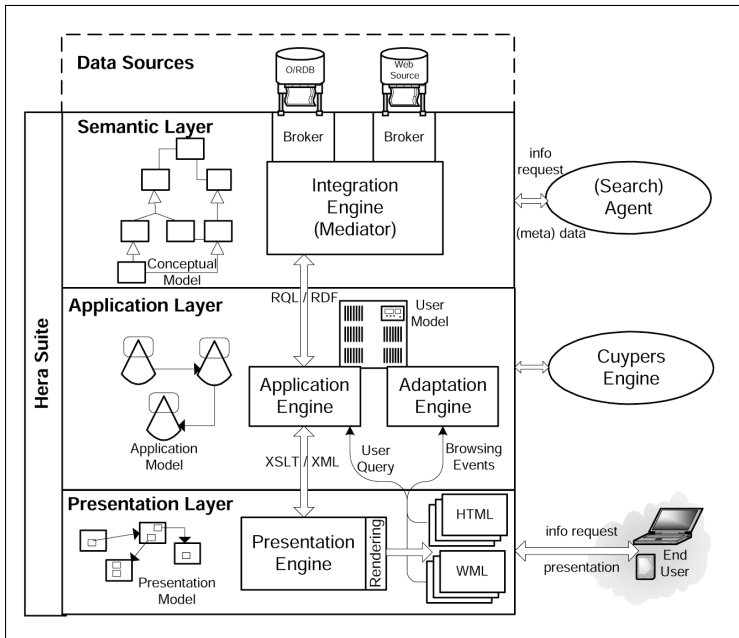 Data Sources
O/RDB
Web
Source
Hera Suite
Semantic Layer
Broker
Broker
Integration
Engine
(Mediator)
Conceptual
Model
info
request
(Search)
Agent
(meta) data
RQL / RDF
Application Layer
User
Model
Application
Engine
Adaptation
Engine
Cuypers
Engine
Application
Model
XSLT / XML
User
Query
Browsing
Events
Presentation Layer
Presentation
Engine
Rendering
HTML
WML
Presentation
Model
info request
presentation
End
User